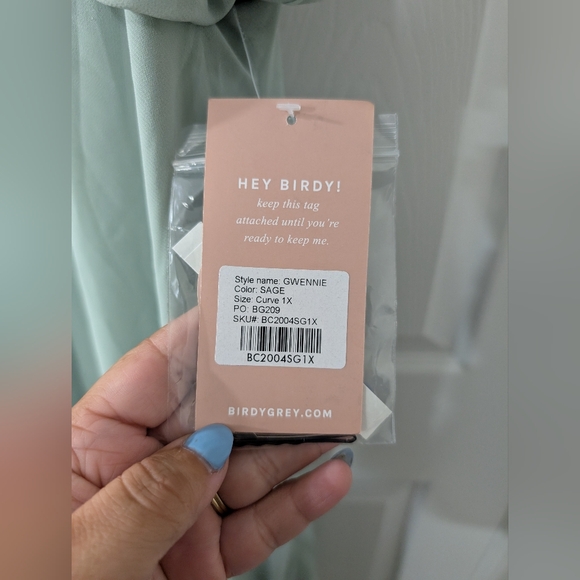 HEY BIRDY!
keep this tag
attached until you're
ready to keep me.
Style name: GWENNIE
Color: SAGE
Size: Curve 1X
PO: BG209
SKU#: BC2004SG1X
BC2004SG1X
BIRDYGREY.COM